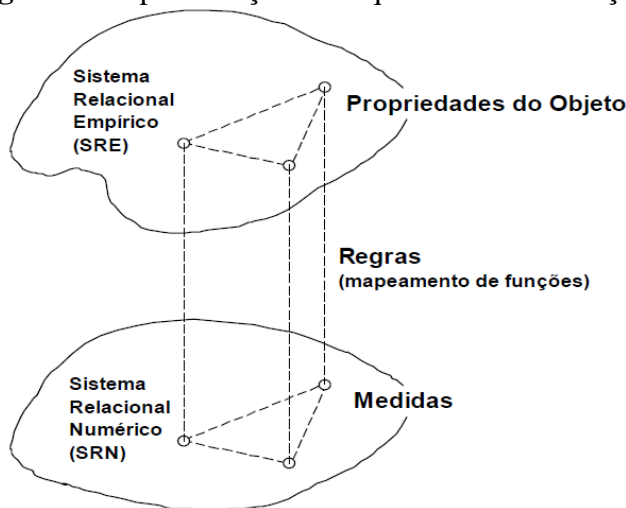 Sistema
Relacional
Empírico
(SRE)
Propriedades do Objeto
Regras
(mapeamento de funções)
Sistema
Relacional
Numérico
(SRN)
Medidas